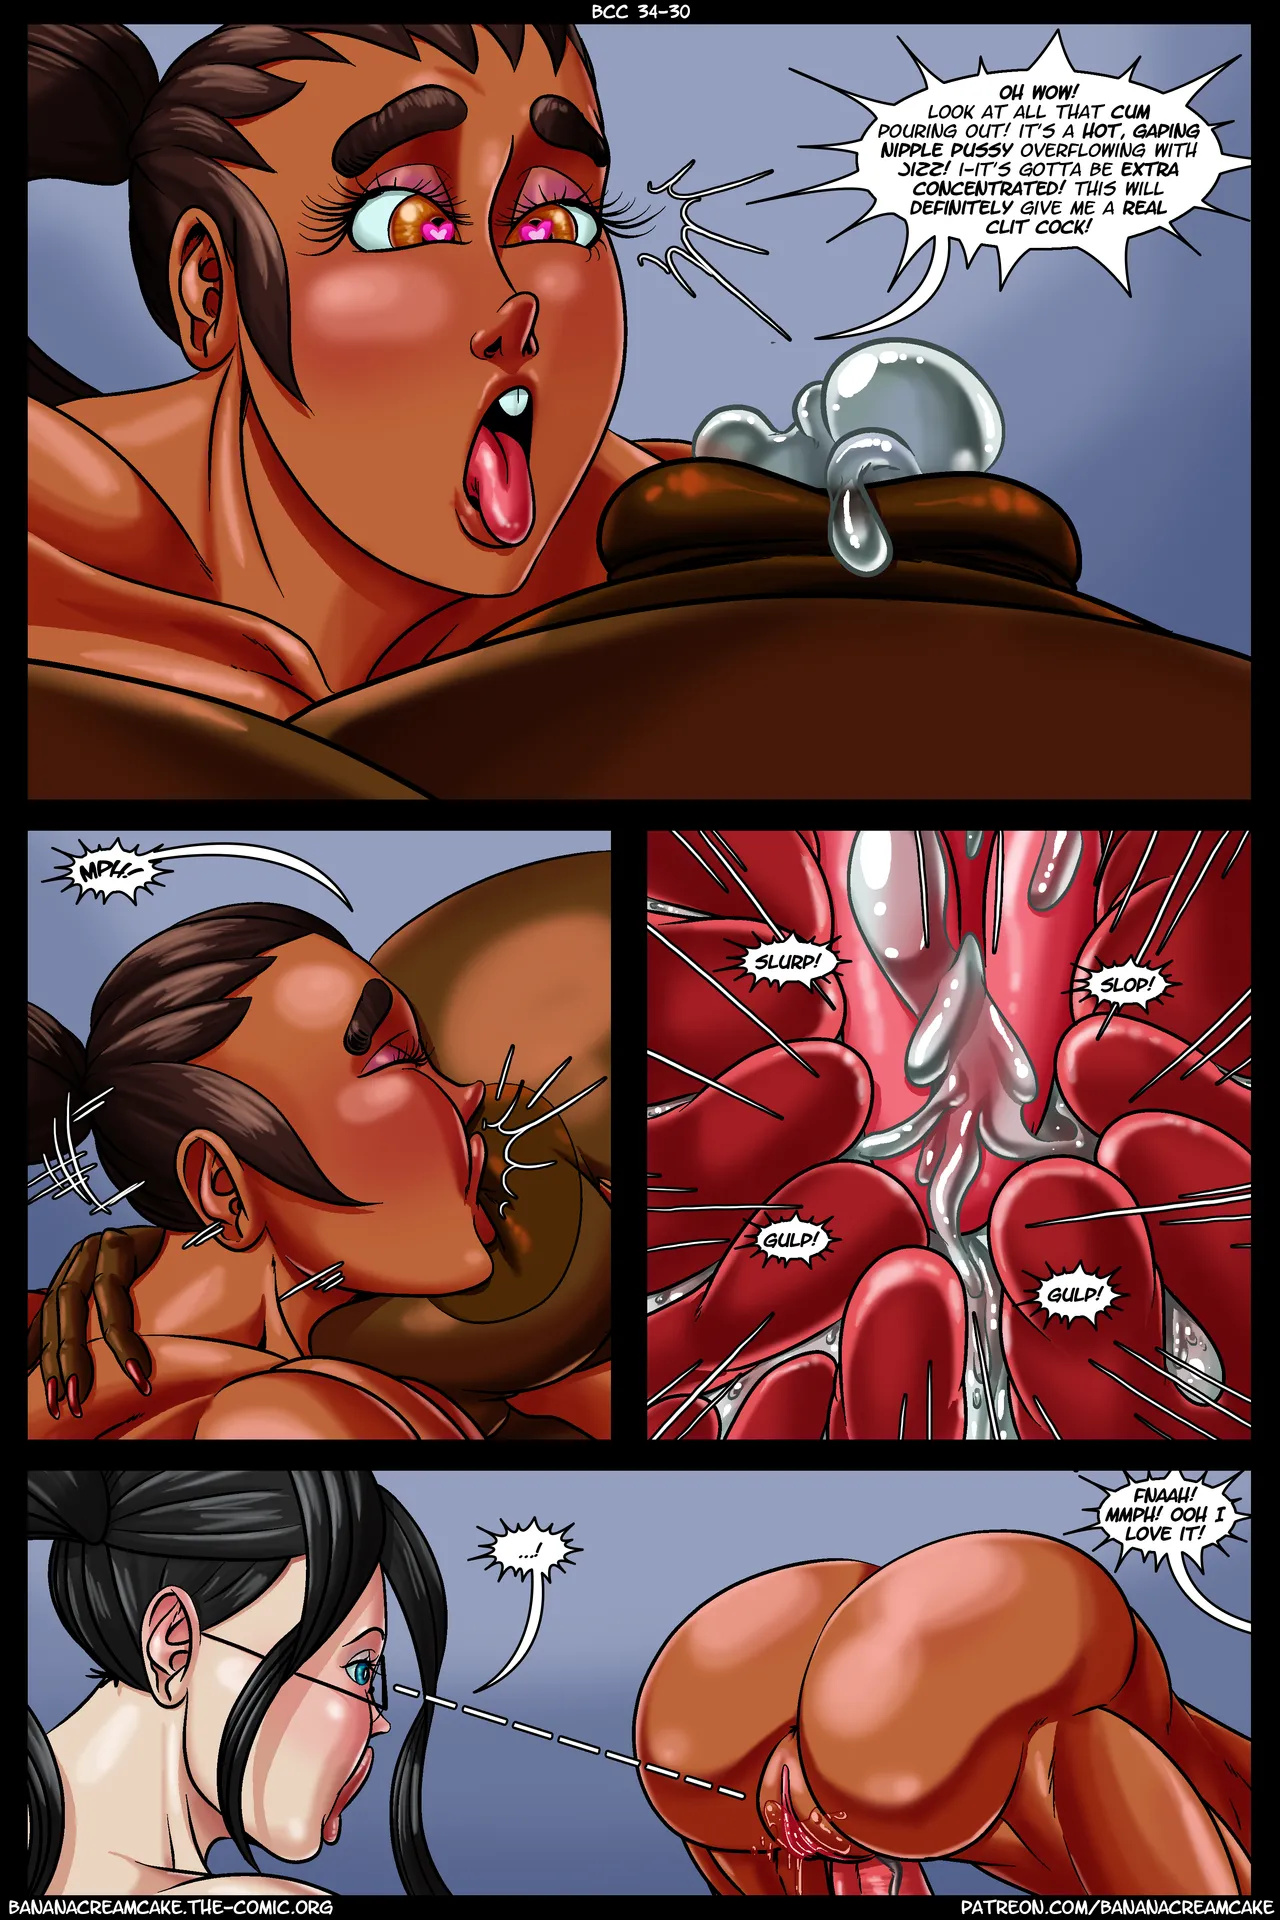 BCC 34-30
OH WOW!
LOOK AT ALL THAT CUM
POURING OUT! IT'S A HOT, GAPING
NIPPLE PUSSY OVERFLOWING WITH
JIZZ! I-IT'S GOTTA BE EXTRA
CONCENTRATED! THIS WILL
DEFINITELY GIVE ME A REAL
CLIT COCK!
MPH!~
SLURP!
SLOP!
GULP!
GULP!
...!
FNAAH!
MMPH! OOH I
LOVE IT!
BANANACREAMCAKE.THE-COMIC.ORG
PATREON.COM/BANANACREAMCAKE